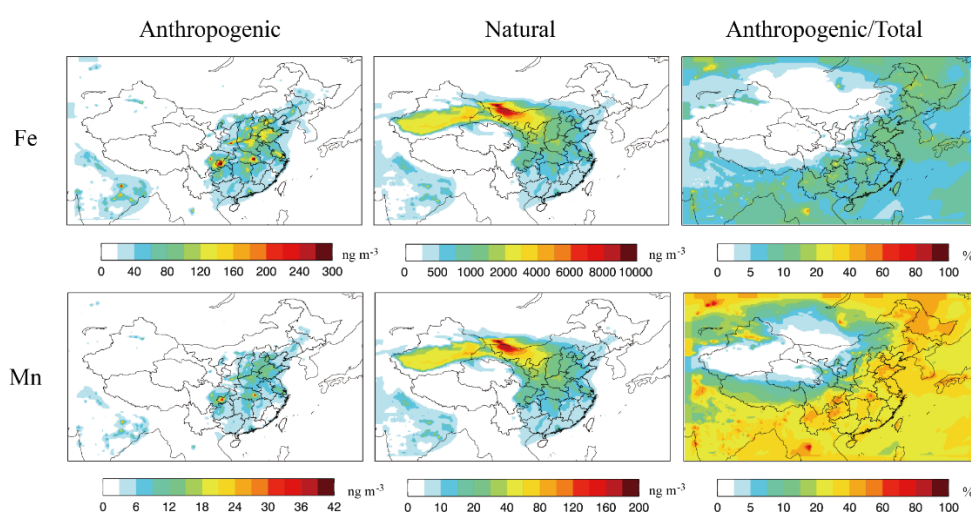 Anthropogenic Natural Anthropogenic/Total
Fe
0 40 80 120 160 200 240 300 ng m⁻³
0 500 1000 2000 4000 6000 8000 10000 ng m⁻³
0 5 10 20 40 60 80 100 %
Mn
0 6 12 18 24 30 36 42 ng m⁻³
0 10 20 40 80 120 160 200 ng m⁻³
0 5 10 20 40 60 80 100 %